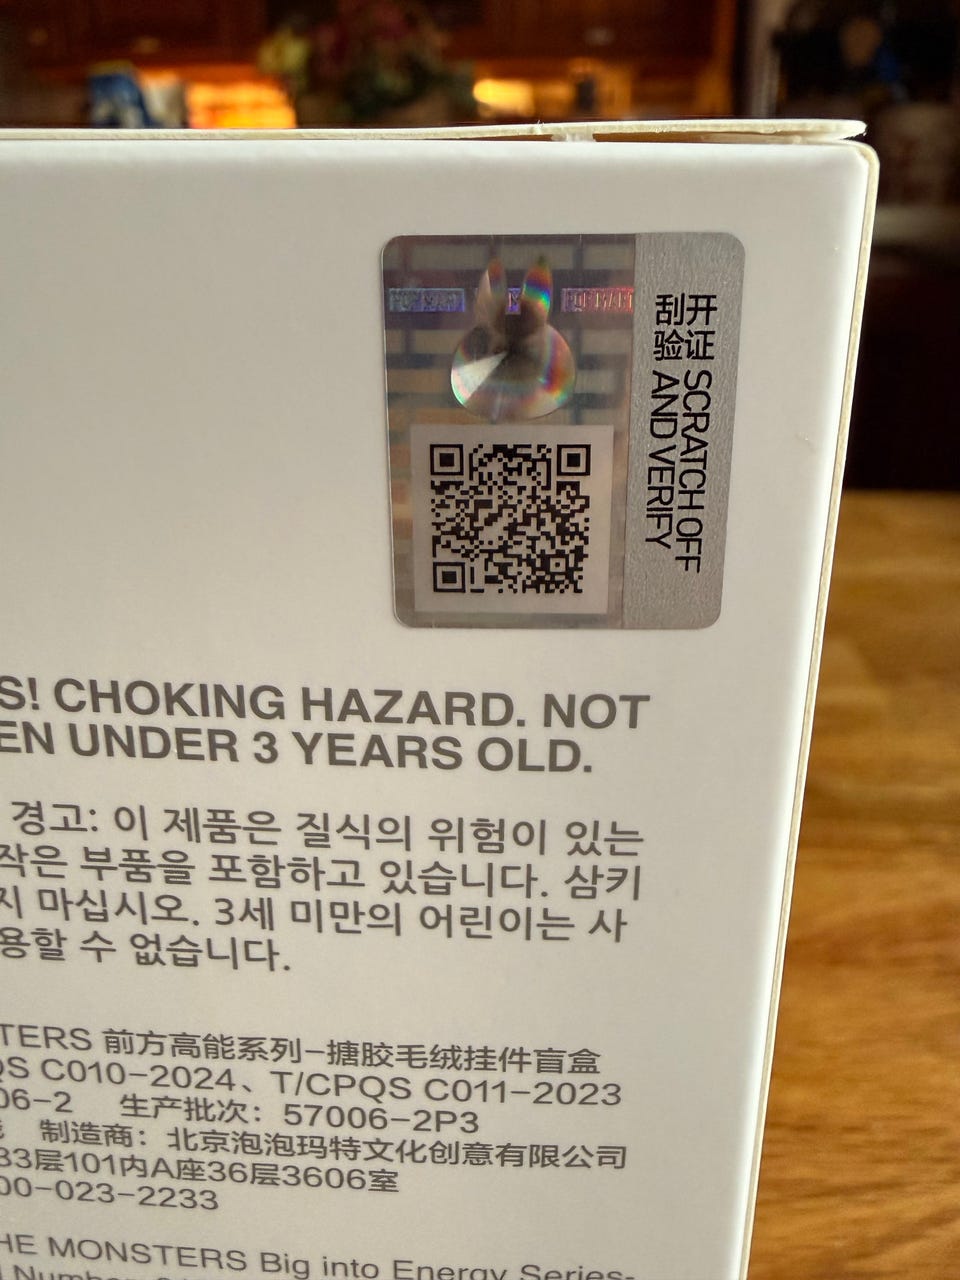 POP MART
POP MART
开 证 SCRATCH OFF
刮 验 AND VERIFY
S! CHOKING HAZARD. NOT
EN UNDER 3 YEARS OLD.
경고: 이 제품은 질식의 위험이 있는
작은 부품을 포함하고 있습니다. 삼키
지 마십시오. 3세 미만의 어린이는 사
용할 수 없습니다.
TERS 前方高能系列-搪胶毛绒挂件盲盒
QS C010-2024、T/CPQS C011-2023
06-2 生产批次：57006-2P3
制造商：北京泡泡玛特文化创意有限公司
33层101内A座36层3606室
00-023-2233
HE MONSTERS Big into Energy Series-
Number